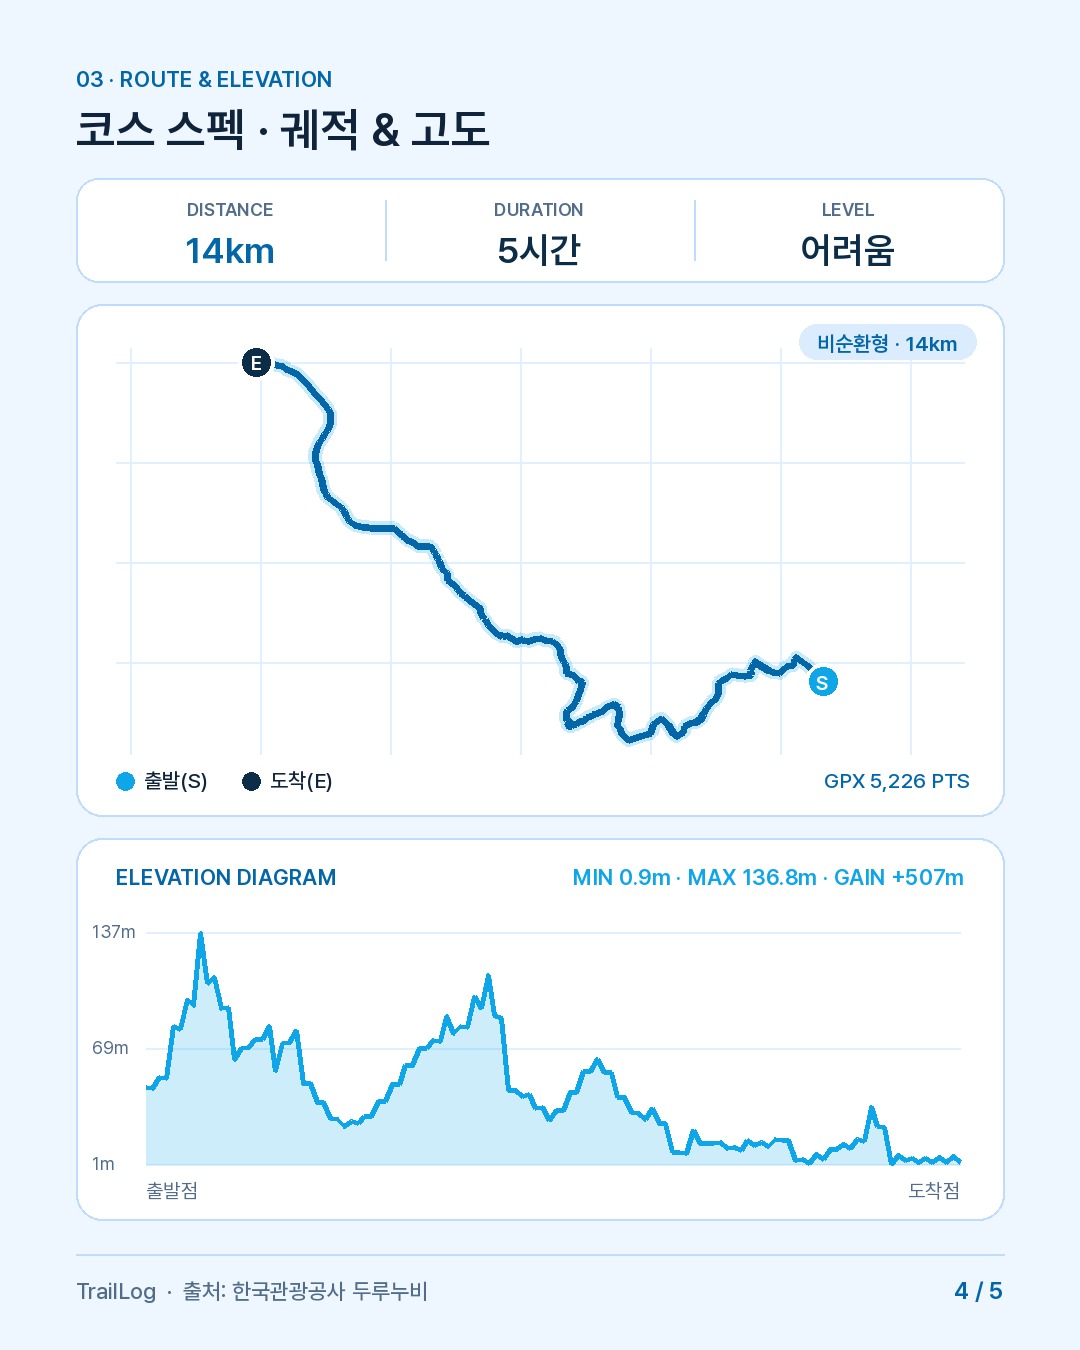 03 · ROUTE & ELEVATION
코스 스펙 · 궤적 & 고도
DISTANCE
14km
DURATION
5시간
LEVEL
어려움
비순환형 · 14km
E
S
출발(S)
도착(E)
GPX 5,226 PTS
ELEVATION DIAGRAM
MIN 0.9m · MAX 136.8m · GAIN +507m
137m
69m
1m
출발점
도착점
TrailLog · 출처: 한국관광공사 두루누비
4 / 5